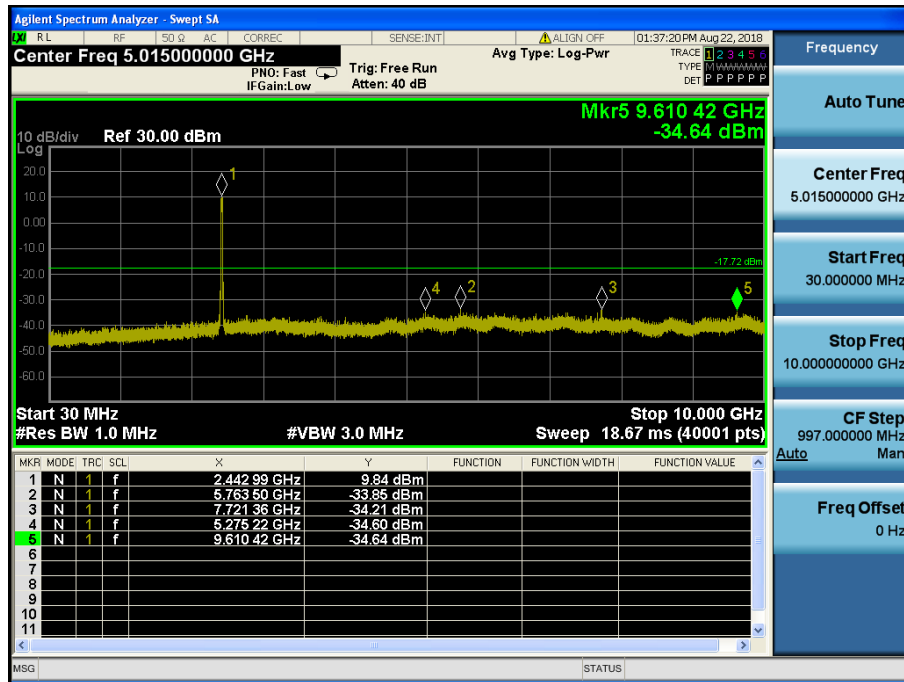 Agilent Spectrum Analyzer - Swept SA
LXI RL RF 50 Ω AC CORREC SENSE:INT ALIGN OFF 01:37:20 PM Aug 22, 2018
Center Freq 5.015000000 GHz
PNO: Fast
IFGain:Low
Trig: Free Run
Atten: 40 dB
Avg Type: Log-Pwr
TRACE 1 2 3 4 5 6
TYPE M
DET P P P P P P
Mkr5 9.610 42 GHz
-34.64 dBm
10 dB/div Ref 30.00 dBm
Log
20.0
10.0
0.00
-10.0
-20.0
-30.0
-40.0
-50.0
-60.0
1
-17.72 dBm
4 2 3 5
Start 30 MHz Stop 10.000 GHz
#Res BW 1.0 MHz #VBW 3.0 MHz Sweep 18.67 ms (40001 pts)
MKR MODE TRC SCL X Y FUNCTION FUNCTION WIDTH FUNCTION VALUE
1 N 1 f 2.442 99 GHz 9.84 dBm
2 N 1 f 5.763 50 GHz -33.85 dBm
3 N 1 f 7.721 36 GHz -34.21 dBm
4 N 1 f 5.275 22 GHz -34.60 dBm
5 N 1 f 9.610 42 GHz -34.64 dBm
6
7
8
9
10
11
MSG STATUS
Frequency
Auto Tune
Center Freq
5.015000000 GHz
Start Freq
30.000000 MHz
Stop Freq
10.000000000 GHz
CF Step
997.000000 MHz
Auto Man
Freq Offset
0 Hz